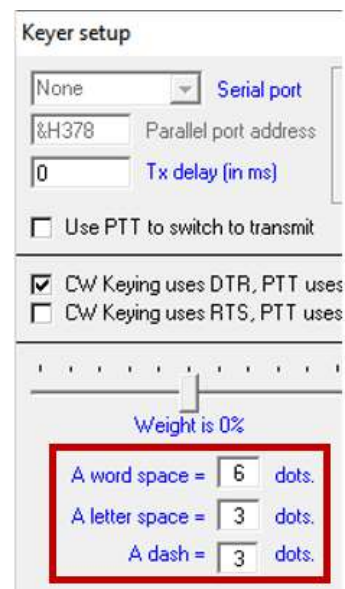 Keyer setup
None Serial port
&H378 Parallel port address
0 Tx delay (in ms)
Use PTT to switch to transmit
CW Keying uses DTR, PTT uses
CW Keying uses RTS, PTT uses
Weight is 0%
A word space = 6 dots.
A letter space = 3 dots.
A dash = 3 dots.